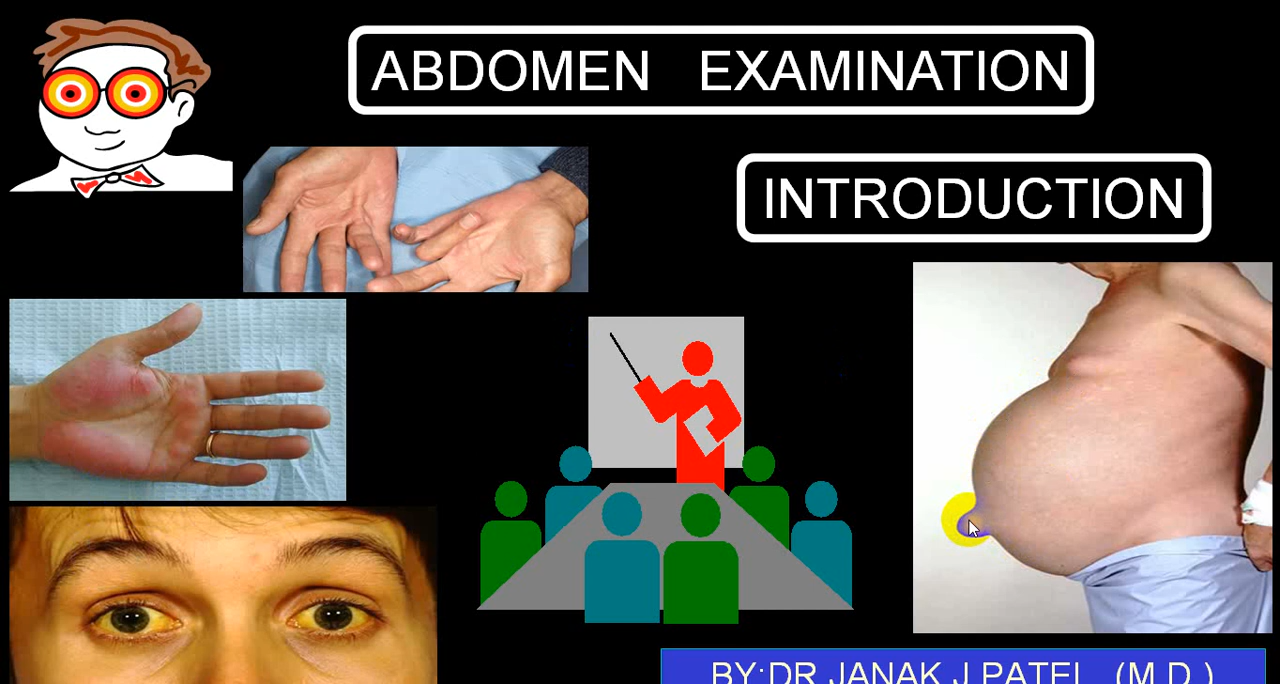 ABDOMEN EXAMINATION
INTRODUCTION
BY:DR JANAK J PATEL (M.D.)